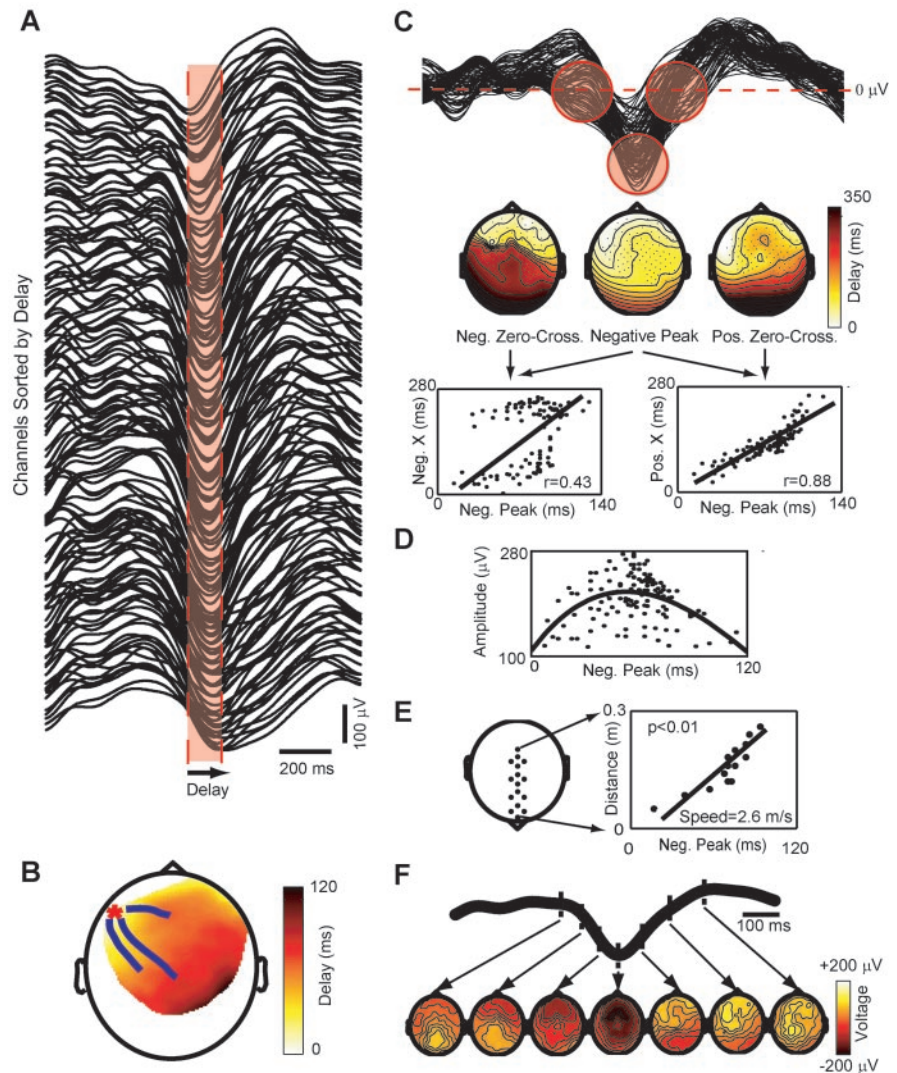 A
Channels Sorted by Delay
100 µV
200 ms
Delay
B
120
Delay (ms)
0
C
0 µV
350
Delay (ms)
0
Neg. Zero-Cross.
Negative Peak
Pos. Zero-Cross.
280
Neg. X (ms)
0
r=0.43
0
Neg. Peak (ms)
140
280
Pos. X (ms)
0
r=0.88
0
Neg. Peak (ms)
140
D
280
Amplitude (µV)
100
0
Neg. Peak (ms)
120
E
0.3
p<0.01
Distance (m)
Speed=2.6 m/s
0
0
Neg. Peak (ms)
120
F
100 ms
+200 µV
Voltage
-200 µV